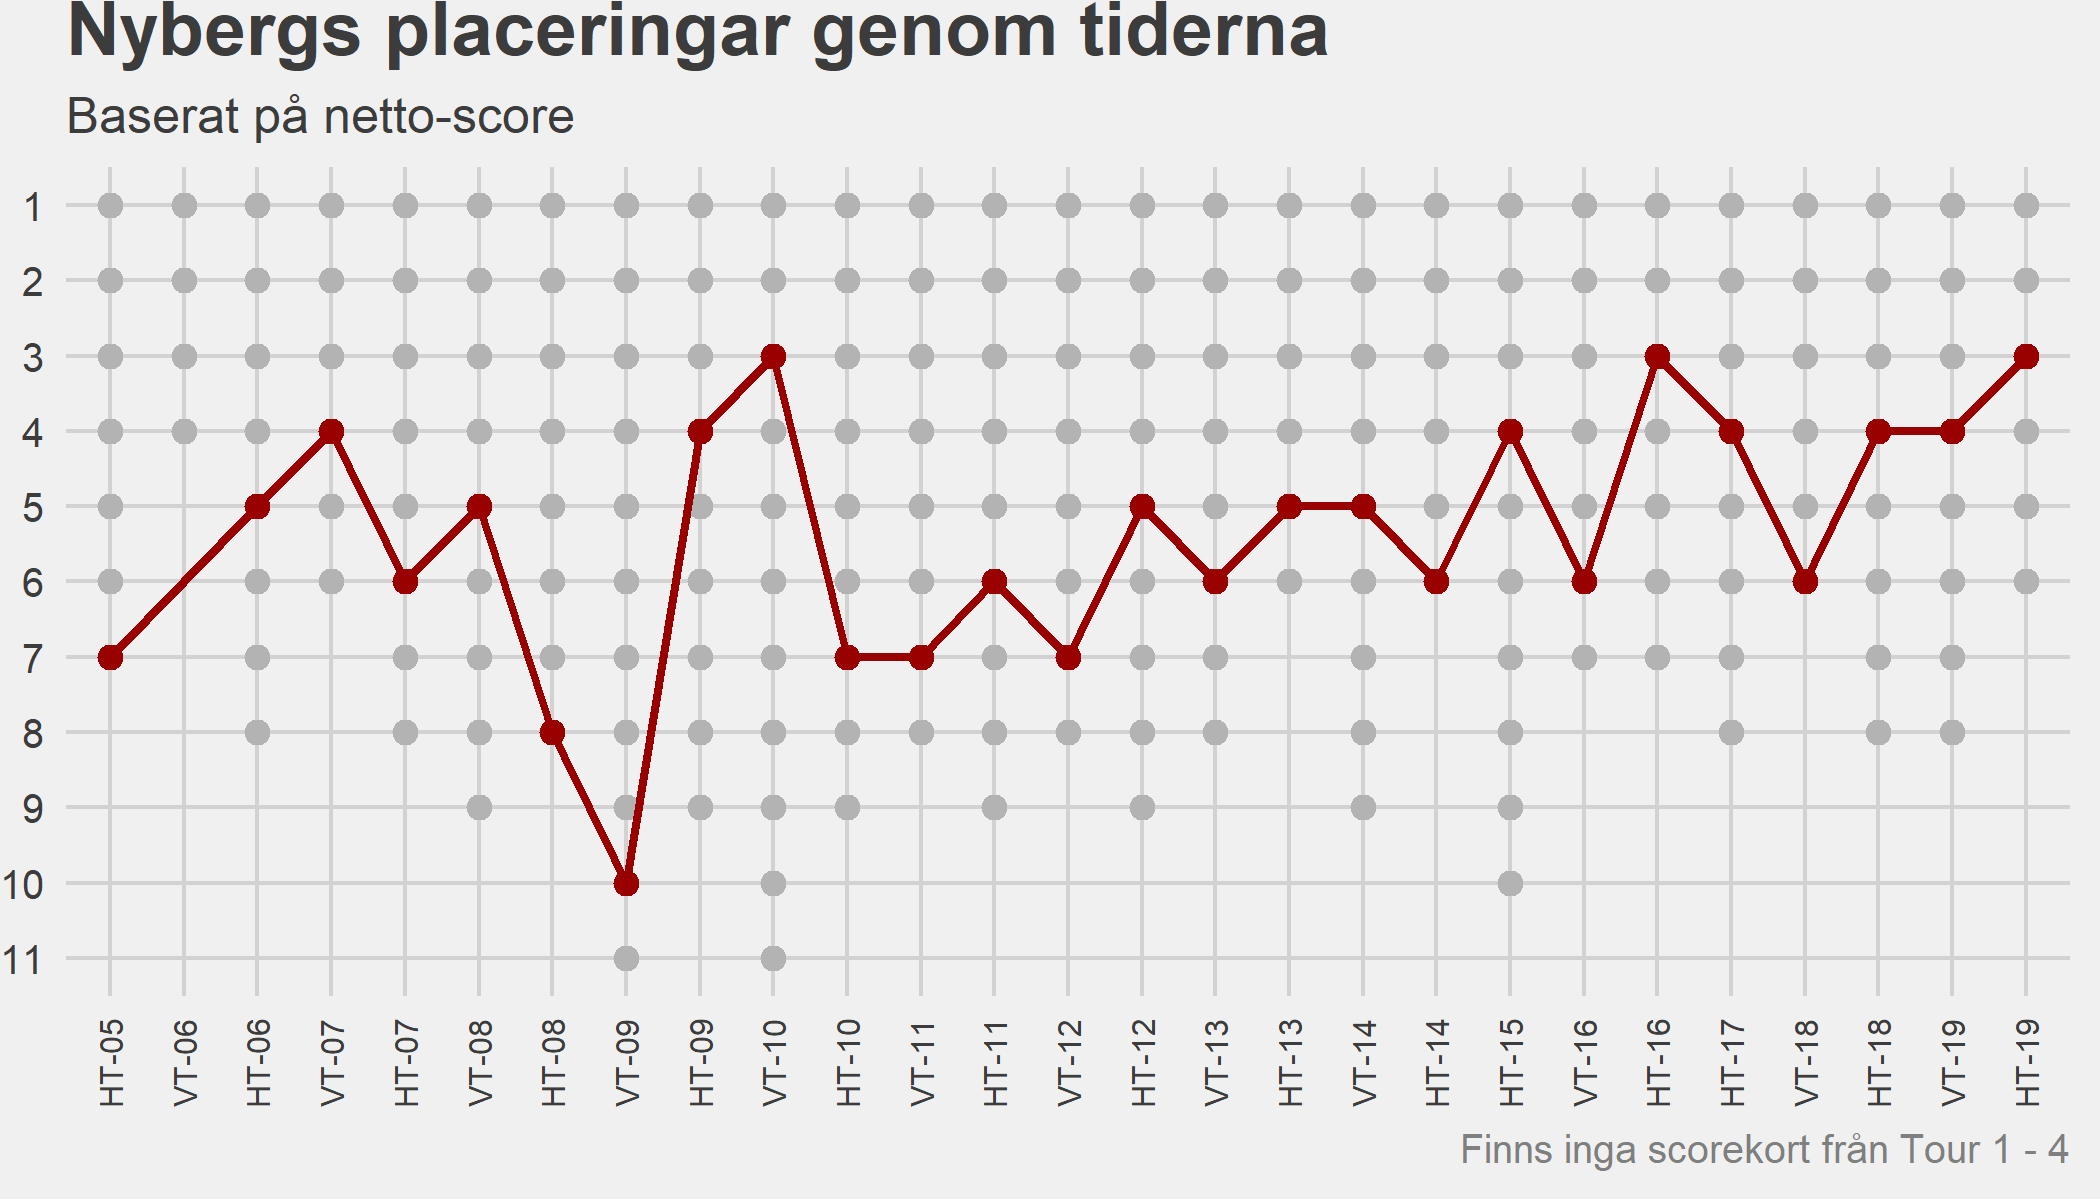 Nybergs placeringar genom tiderna
Baserat på netto-score
1
2
3
4
5
6
7
8
9
10
11
HT-05
VT-06
HT-06
VT-07
HT-07
VT-08
HT-08
VT-09
HT-09
VT-10
HT-10
VT-11
HT-11
VT-12
HT-12
VT-13
HT-13
VT-14
HT-14
HT-15
VT-16
HT-16
HT-17
VT-18
HT-18
VT-19
HT-19
Finns inga scorekort från Tour 1 - 4